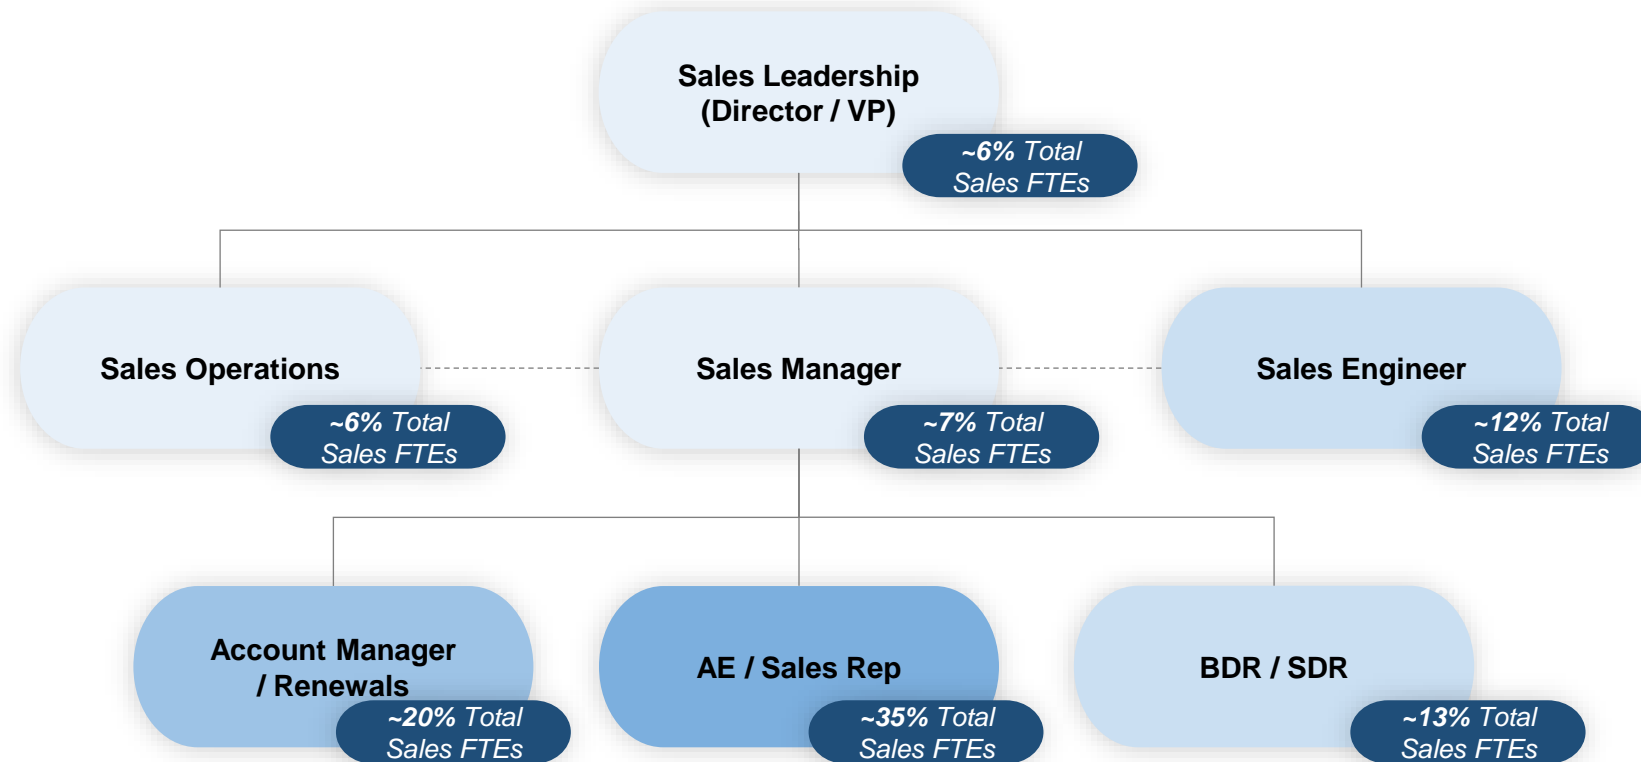 Sales Leadership
(Director / VP)
~6% Total
Sales FTEs
Sales Operations
~6% Total
Sales FTEs
Sales Manager
~7% Total
Sales FTEs
Sales Engineer
~12% Total
Sales FTEs
Account Manager
/ Renewals
~20% Total
Sales FTEs
AE / Sales Rep
~35% Total
Sales FTEs
BDR / SDR
~13% Total
Sales FTEs